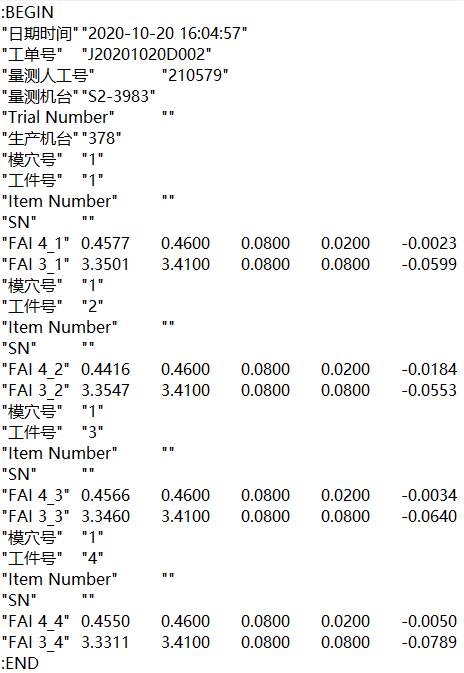 :BEGIN
"日期时间" "2020-10-20 16:04:57"
"工单号" "J20201020D002"
"量测人工号" "210579"
"量测机台" "S2-3983"
"Trial Number" ""
"生产机台" "378"
"模穴号" "1"
"工件号" "1"
"Item Number" ""
"SN" ""
"FAI 4_1" 0.4577 0.4600 0.0800 0.0200 -0.0023
"FAI 3_1" 3.3501 3.4100 0.0800 0.0800 -0.0599
"模穴号" "1"
"工件号" "2"
"Item Number" ""
"SN" ""
"FAI 4_2" 0.4416 0.4600 0.0800 0.0200 -0.0184
"FAI 3_2" 3.3547 3.4100 0.0800 0.0800 -0.0553
"模穴号" "1"
"工件号" "3"
"Item Number" ""
"SN" ""
"FAI 4_3" 0.4566 0.4600 0.0800 0.0200 -0.0034
"FAI 3_3" 3.3460 3.4100 0.0800 0.0800 -0.0640
"模穴号" "1"
"工件号" "4"
"Item Number" ""
"SN" ""
"FAI 4_4" 0.4550 0.4600 0.0800 0.0200 -0.0050
"FAI 3_4" 3.3311 3.4100 0.0800 0.0800 -0.0789
:END